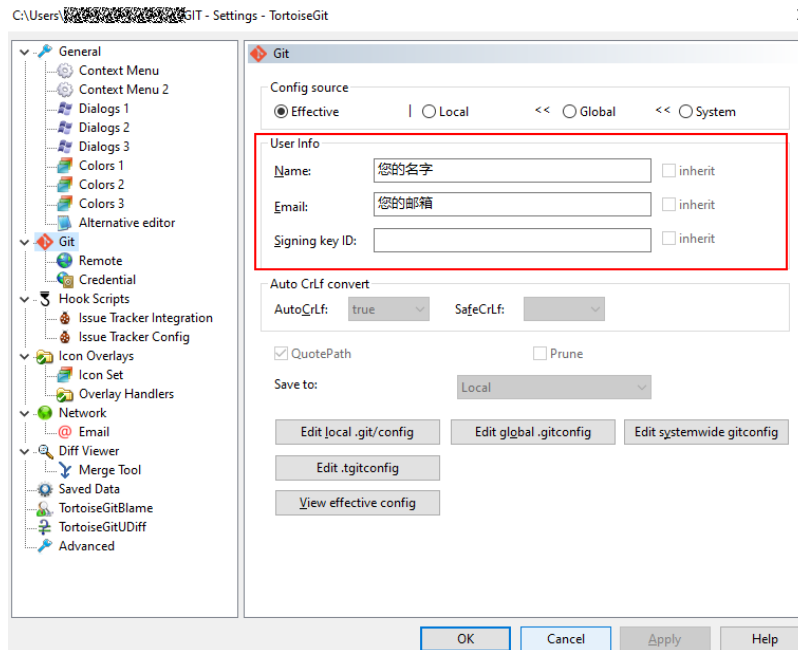 C:\Users\ GIT - Settings - TortoiseGit
General
Context Menu
Context Menu 2
Dialogs 1
Dialogs 2
Dialogs 3
Colors 1
Colors 2
Colors 3
Alternative editor
Git
Remote
Credential
Hook Scripts
Issue Tracker Integration
Issue Tracker Config
Icon Overlays
Icon Set
Overlay Handlers
Network
Email
Diff Viewer
Merge Tool
Saved Data
TortoiseGitBlame
TortoiseGitUDiff
Advanced
Git
Config source
Effective | Local << Global << System
User Info
Name: 您的名字 inherit
Email: 您的邮箱 inherit
Signing key ID: inherit
Auto CrLf convert
AutoCrLf: true SafeCrLf:
QuotePath Prune
Save to: Local
Edit local .git/config Edit global .gitconfig Edit systemwide gitconfig
Edit .tgitconfig
View effective config
OK Cancel Apply Help